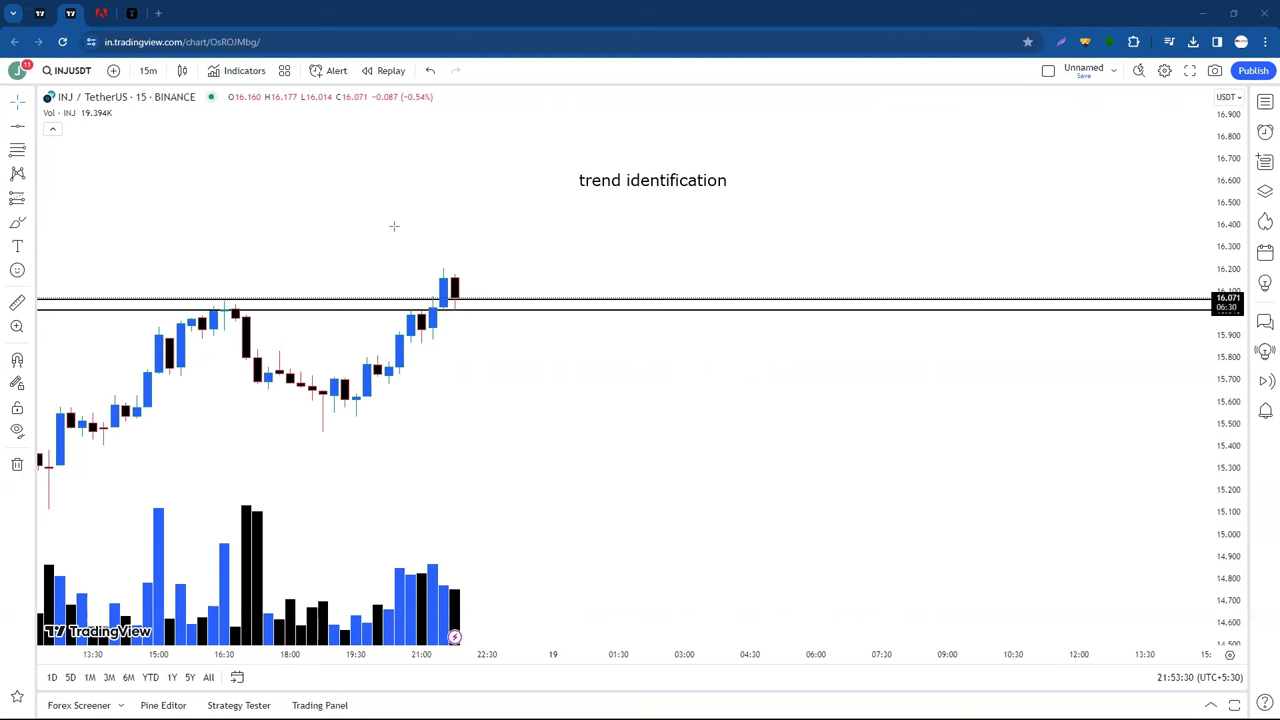 in.tradingview.com/chart/OsROJMbg/
11
INJUSDT
15m
Indicators
Alert
Replay
Unnamed
Save
Publish
INJ / TetherUS · 15 · BINANCE
O16.160 H16.177 L16.014 C16.071 −0.087 (−0.54%)
USDT
Vol · INJ 19.394K
trend identification
16.900
16.800
16.700
16.600
16.500
16.400
16.300
16.200
16.100
16.071
06:30
15.900
15.800
15.700
15.600
15.500
15.400
15.300
15.200
15.100
15.000
14.900
14.800
14.700
14.600
14.500
TradingView
13:30 15:00 16:30 18:00 19:30 21:00 22:30 19 01:30 03:00 04:30 06:00 07:30 09:00 10:30 12:00 13:30 15:
1D 5D 1M 3M 6M YTD 1Y 5Y All
21:53:30 (UTC+5:30)
Forex Screener
Pine Editor
Strategy Tester
Trading Panel